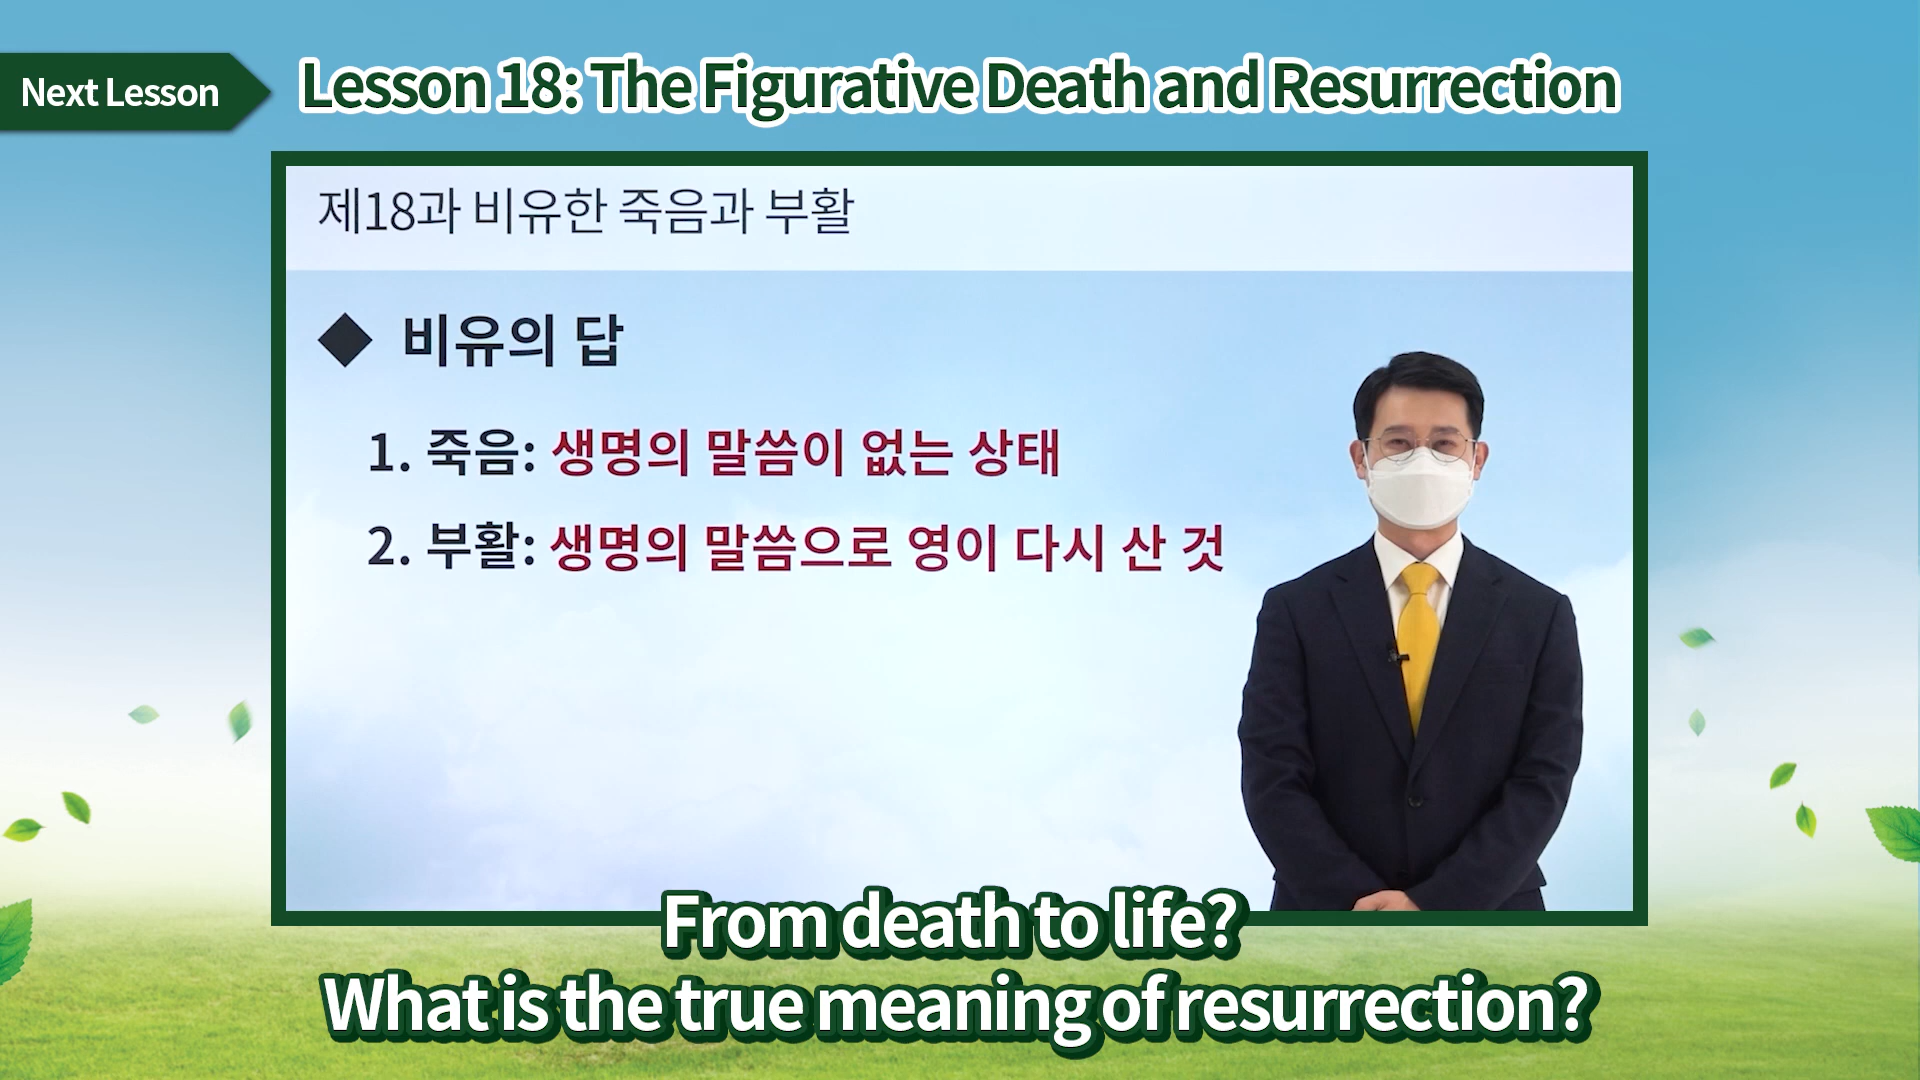 Next Lesson
Lesson 18: The Figurative Death and Resurrection
제18과 비유한 죽음과 부활
◆ 비유의 답
1. 죽음: 생명의 말씀이 없는 상태
2. 부활: 생명의 말씀으로 영이 다시 산 것
From death to life?
What is the true meaning of resurrection?